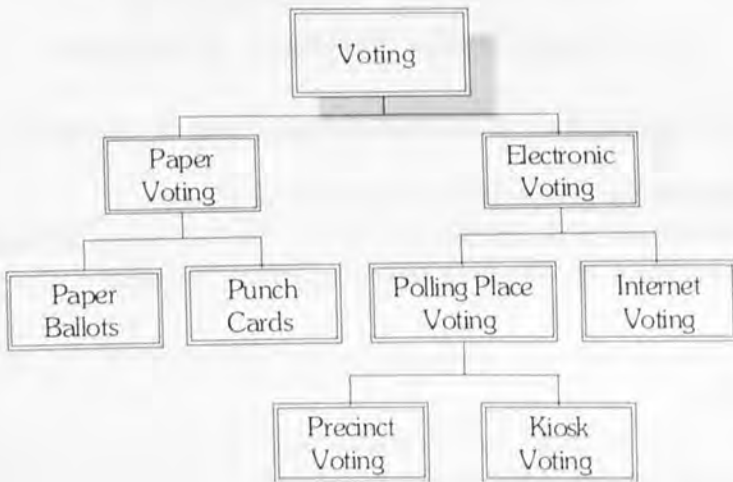 Voting
Paper
Voting
Electronic
Voting
Paper
Ballots
Punch
Cards
Polling Place
Voting
Internet
Voting
Precinct
Voting
Kiosk
Voting